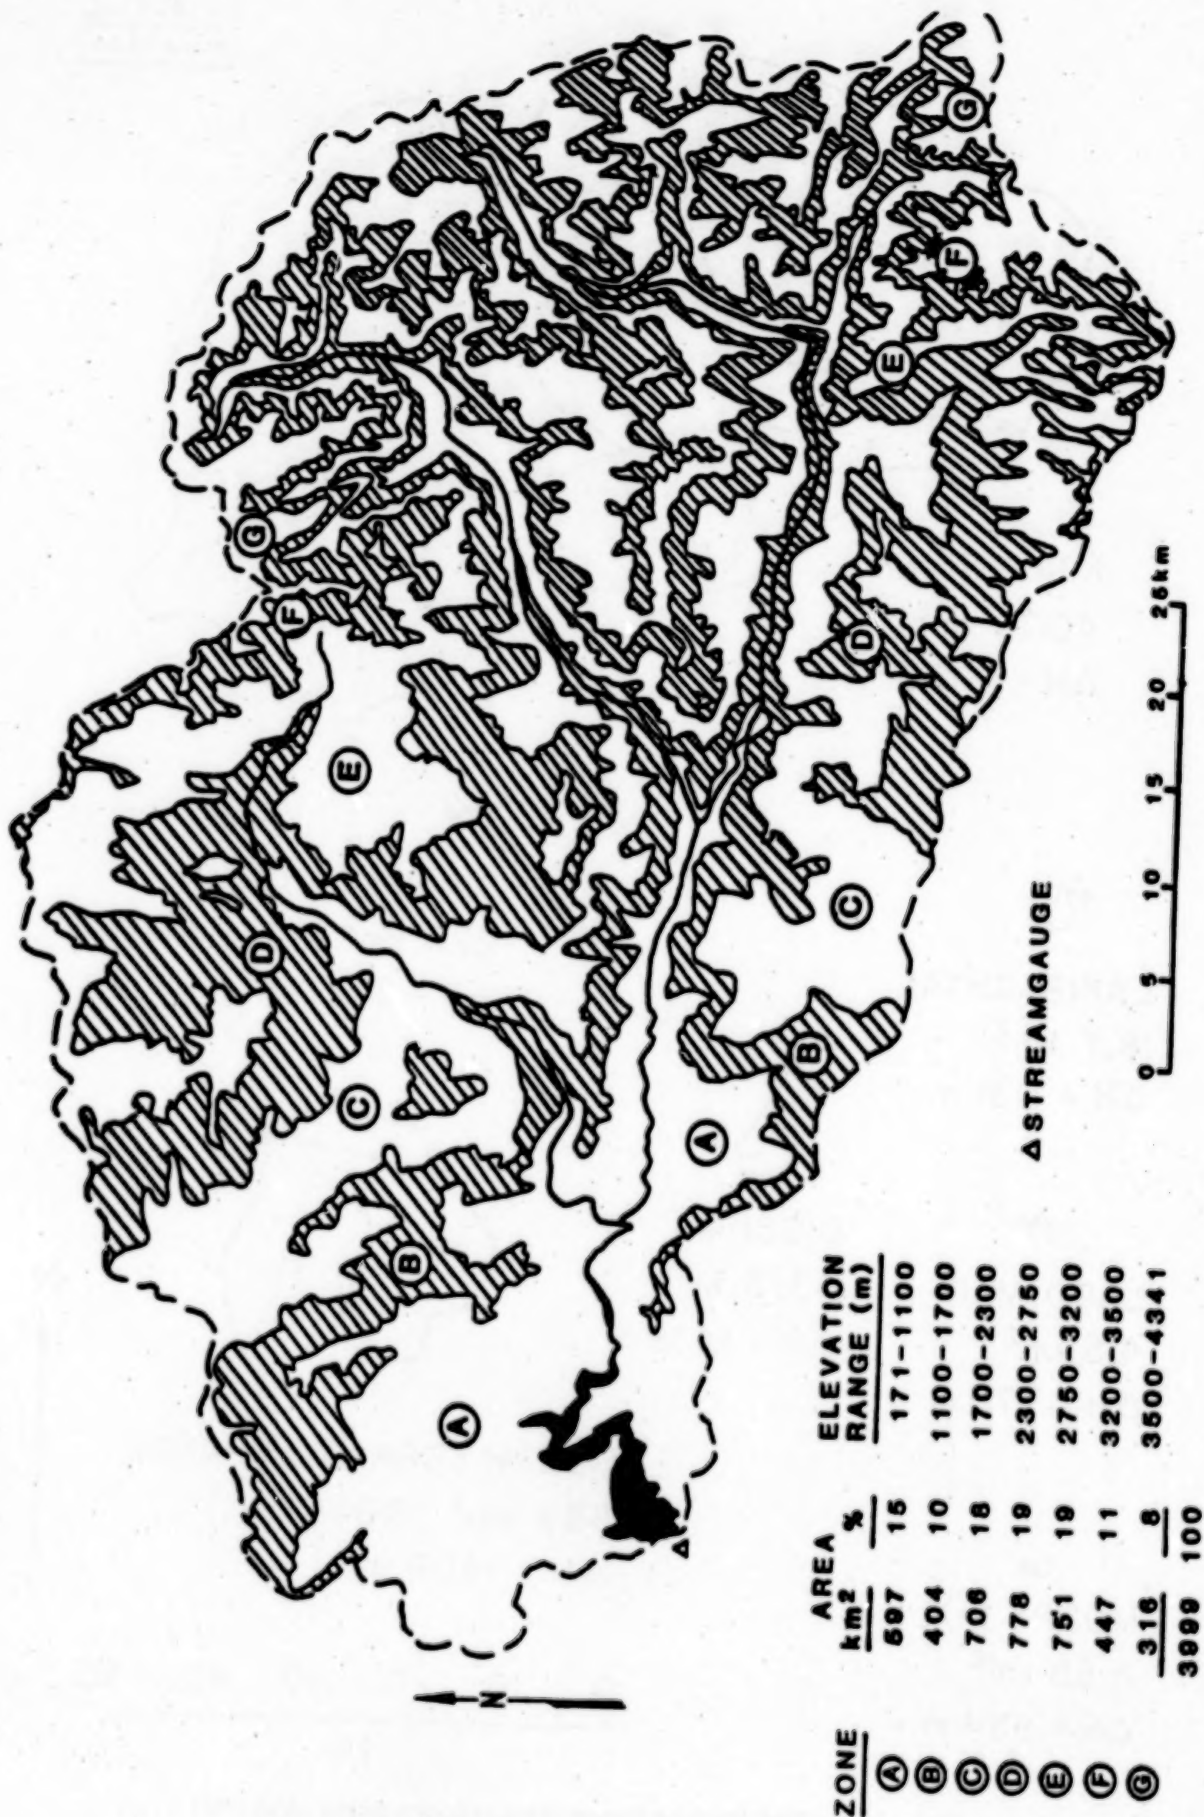 N
A
B
C
D
E
F
G
A
B
C
D
E
F
G
△ STREAMGAUGE
0 5 10 15 20 25km
AREA ELEVATION
ZONE km² % RANGE (m)
A 597 15 171-1100
B 404 10 1100-1700
C 706 18 1700-2300
D 778 19 2300-2750
E 751 19 2750-3200
F 447 11 3200-3500
G 316 8 3500-4341
3999 100